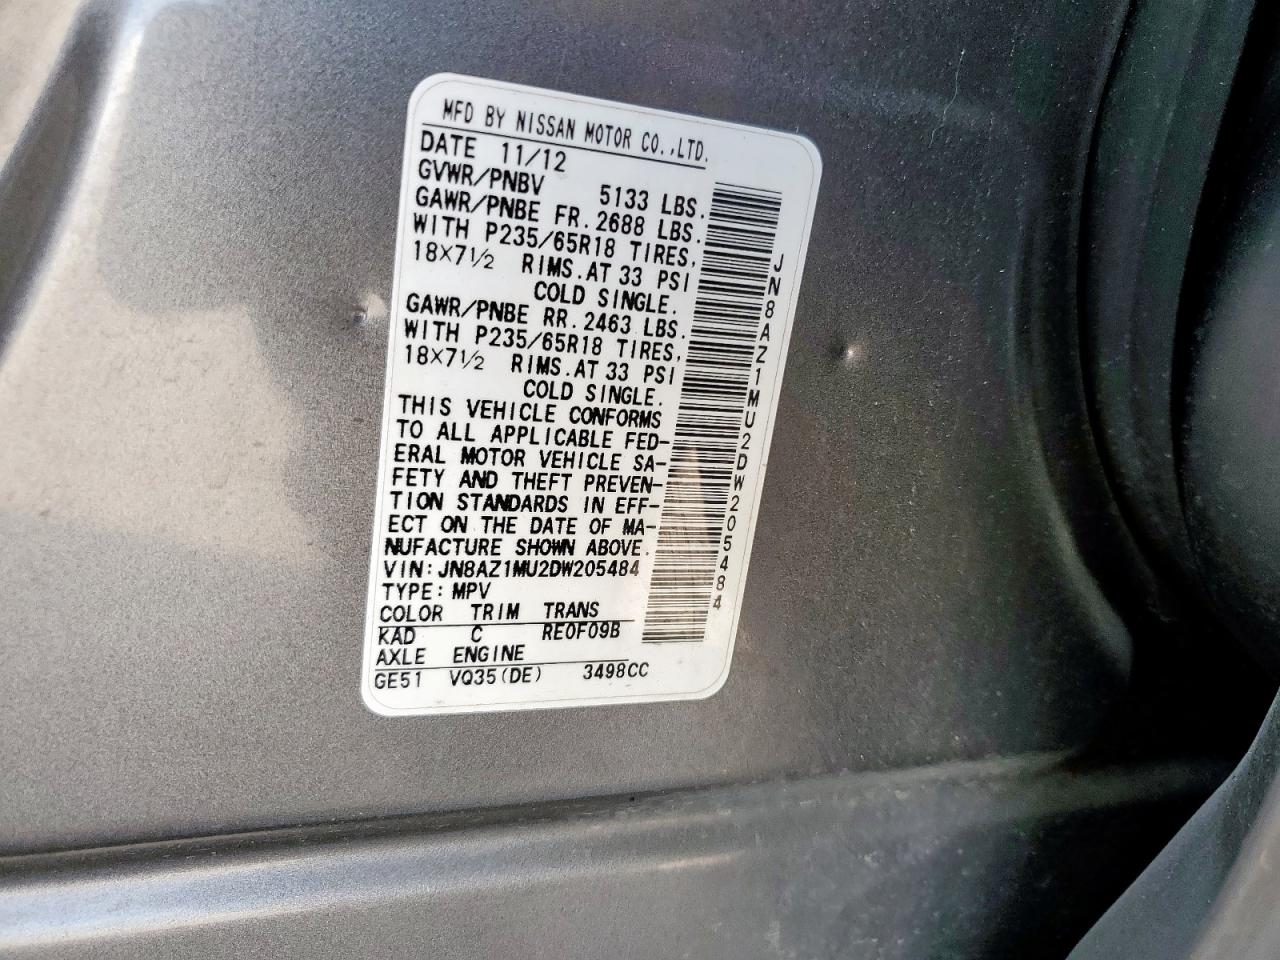 MFD BY NISSAN MOTOR CO.,LTD.
DATE 11/12
GVWR/PNBV 5133 LBS.
GAWR/PNBE FR. 2688 LBS.
WITH P235/65R18 TIRES,
18X7½ RIMS. AT 33 PSI
COLD SINGLE.
GAWR/PNBE RR. 2463 LBS.
WITH P235/65R18 TIRES,
18X7½ RIMS. AT 33 PSI
COLD SINGLE.
THIS VEHICLE CONFORMS
TO ALL APPLICABLE FED-
ERAL MOTOR VEHICLE SA-
FETY AND THEFT PREVEN-
TION STANDARDS IN EFF-
ECT ON THE DATE OF MA-
NUFACTURE SHOWN ABOVE.
VIN: JN8AZ1MU2DW205484
TYPE: MPV
COLOR TRIM TRANS
KAD C RE0F09B
AXLE ENGINE
GE51 VQ35(DE) 3498CC
JN8AZ1MU2DW205484